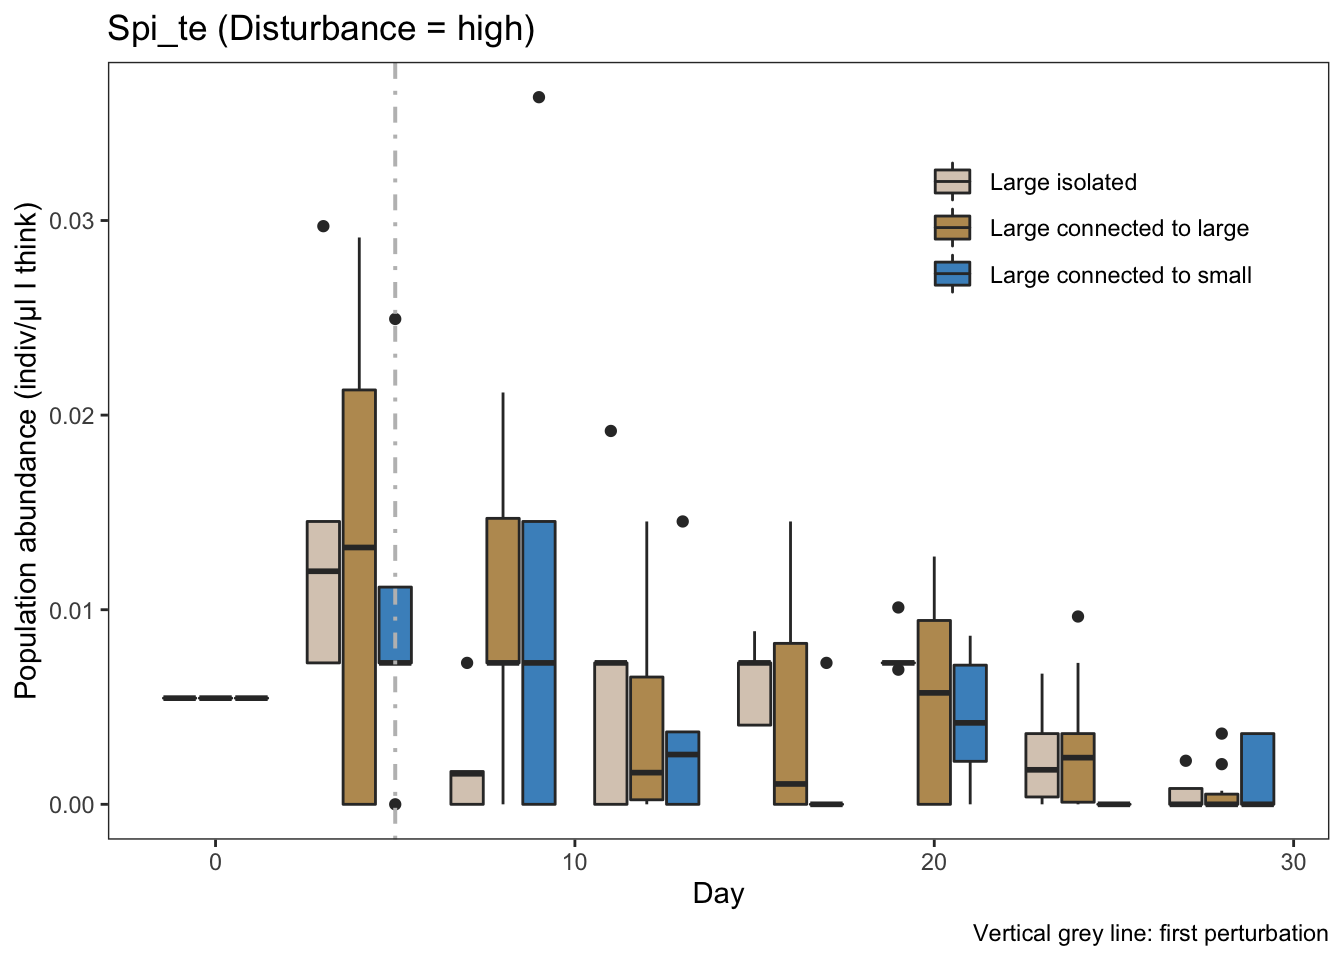 Spi_te (Disturbance = high)
Population abundance (indiv/µl I think)
0.03
0.02
0.01
0.00
Large isolated
Large connected to large
Large connected to small
0 10 20 30
Day
Vertical grey line: first perturbation